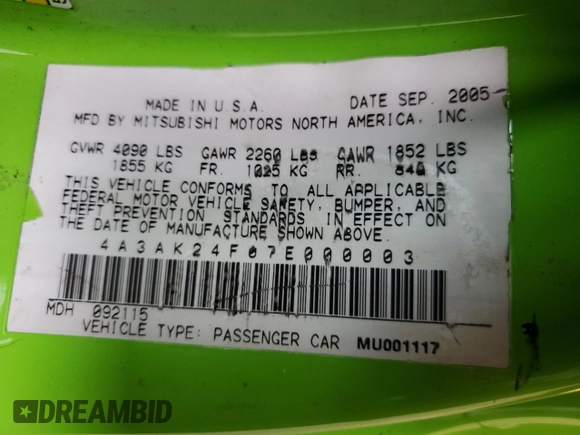 MADE IN U.S.A. DATE SEP. 2005
MFD BY MITSUBISHI MOTORS NORTH AMERICA, INC.
GVWR 4090 LBS GAWR 2260 LBS GAWR 1852 LBS
1855 KG FR. 1025 KG RR. 840 KG
THIS VEHICLE CONFORMS TO ALL APPLICABLE
FEDERAL MOTOR VEHICLE SAFETY, BUMPER, AND
THEFT PREVENTION STANDARDS IN EFFECT ON
THE DATE OF MANUFACTURE SHOWN ABOVE.
4A3AK24F07E000003
MDH 092115
VEHICLE TYPE: PASSENGER CAR MU001117
DREAMBID